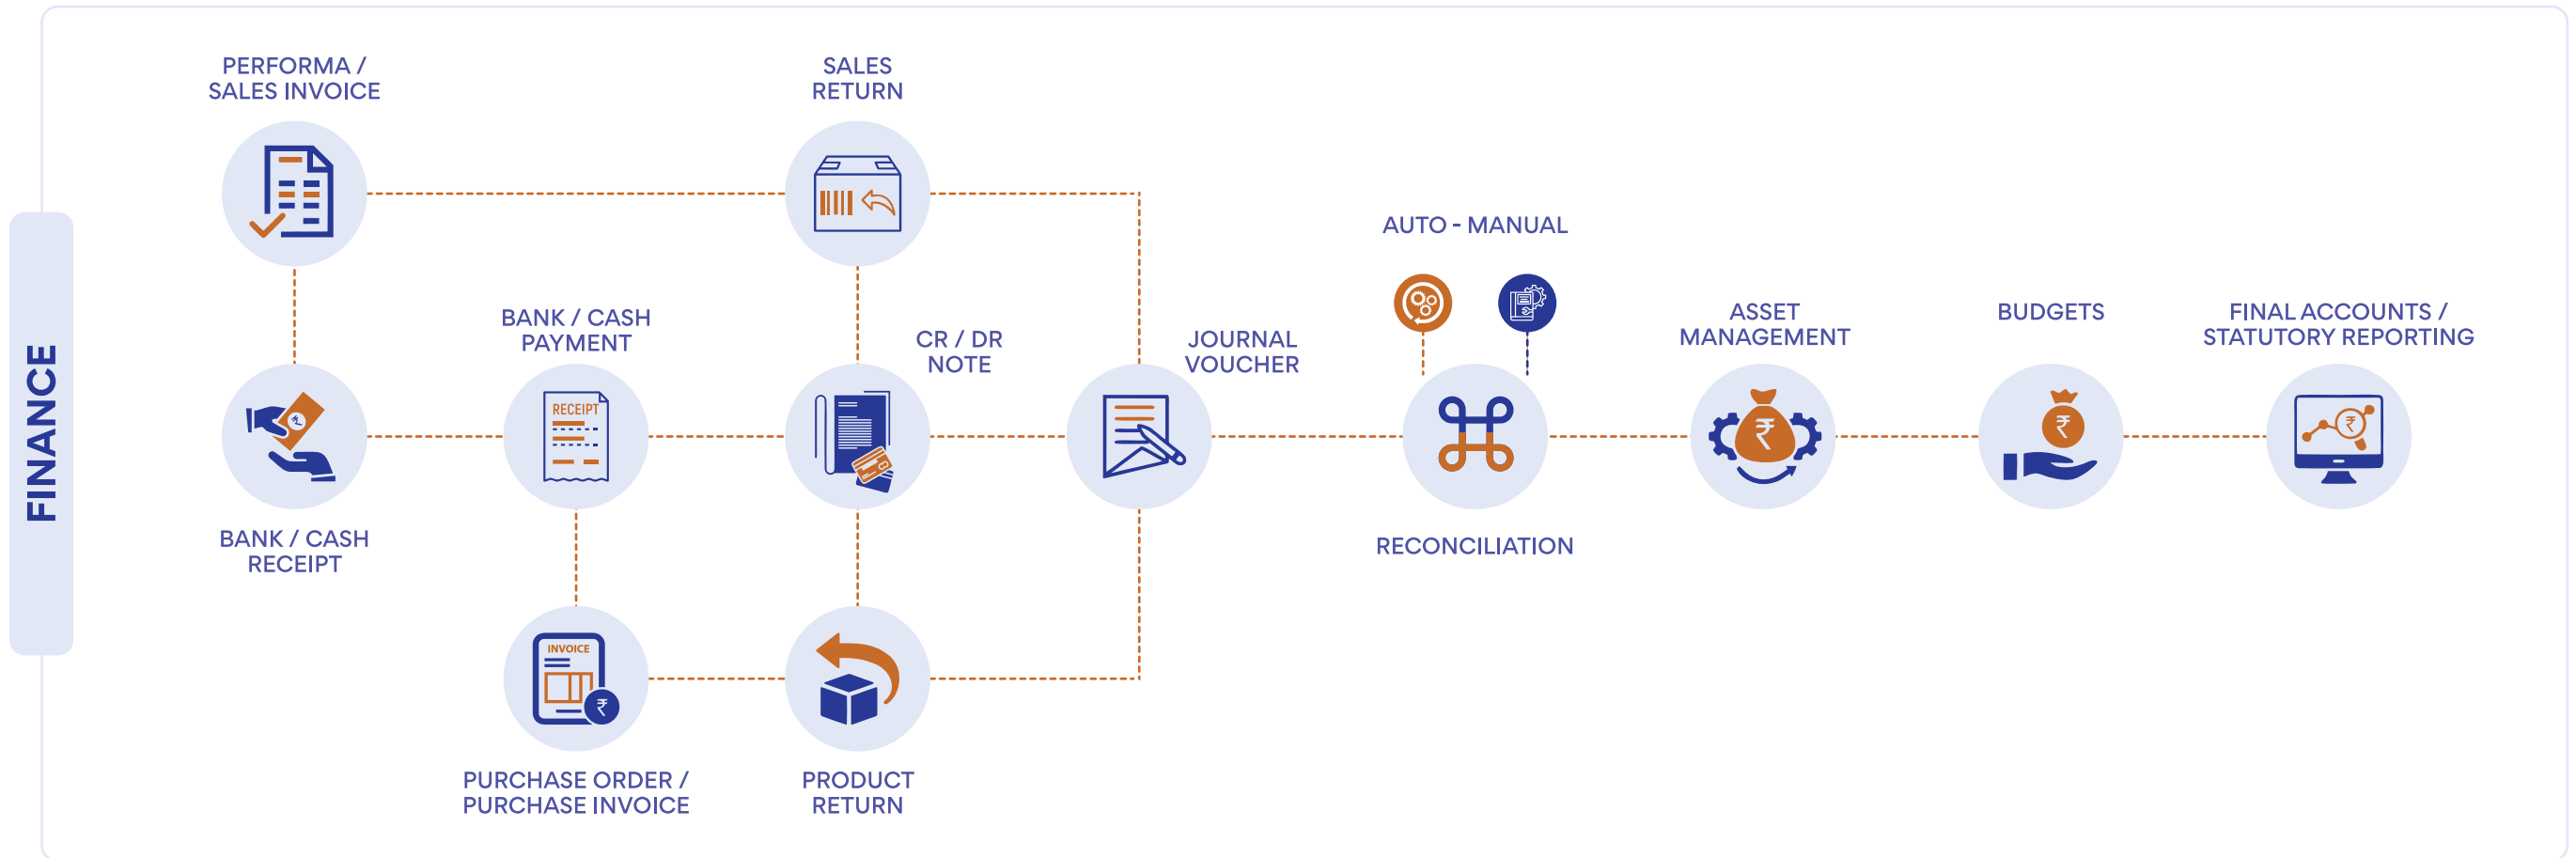 FINANCE
PERFORMA /
SALES INVOICE
SALES
RETURN
AUTO - MANUAL
BANK / CASH
PAYMENT
RECEIPT
CR / DR
NOTE
JOURNAL
VOUCHER
ASSET
MANAGEMENT
₹
BUDGETS
₹
FINAL ACCOUNTS /
STATUTORY REPORTING
₹
₹
BANK / CASH
RECEIPT
RECONCILIATION
INVOICE
₹
PURCHASE ORDER /
PURCHASE INVOICE
PRODUCT
RETURN